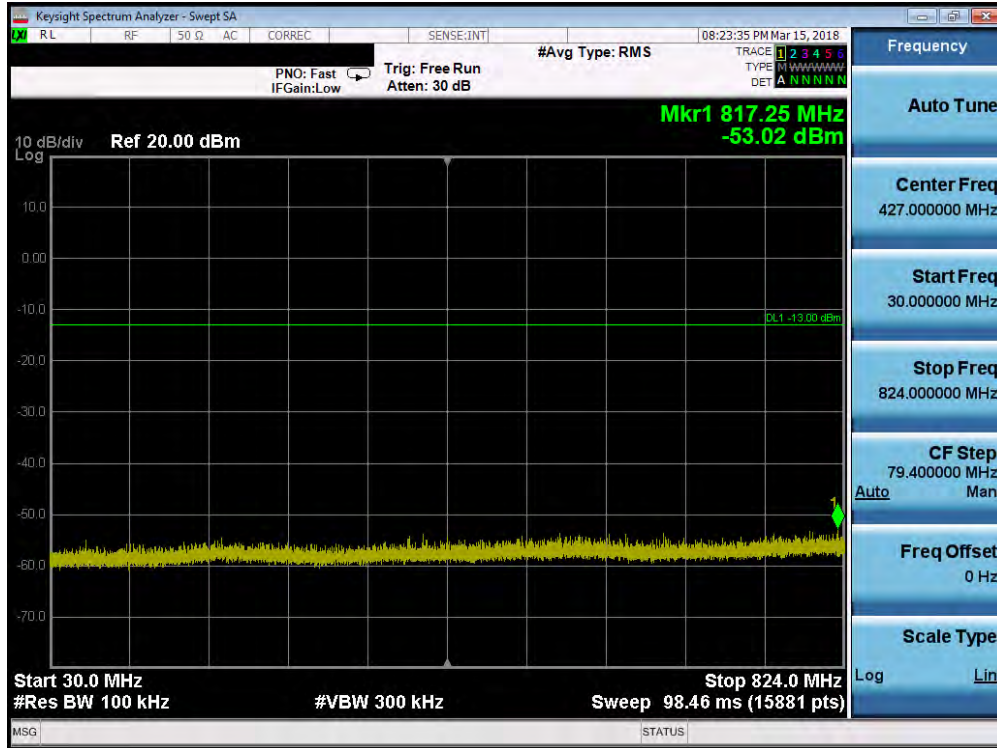 Keysight Spectrum Analyzer - Swept SA
LXI RL RF 50 Ω AC CORREC SENSE:INT 08:23:35 PM Mar 15, 2018
#Avg Type: RMS TRACE 1 2 3 4 5 6
PNO: Fast Trig: Free Run TYPE M WWWWW
IFGain:Low Atten: 30 dB DET A N N N N N
Mkr1 817.25 MHz
10 dB/div Ref 20.00 dBm -53.02 dBm
Log
10.0
0.00
-10.0
DL1 -13.00 dBm
-20.0
-30.0
-40.0
1
-50.0
-60.0
-70.0
Start 30.0 MHz Stop 824.0 MHz
#Res BW 100 kHz #VBW 300 kHz Sweep 98.46 ms (15881 pts)
MSG STATUS
Frequency
Auto Tune
Center Freq
427.000000 MHz
Start Freq
30.000000 MHz
Stop Freq
824.000000 MHz
CF Step
79.400000 MHz
Auto Man
Freq Offset
0 Hz
Scale Type
Log Lin